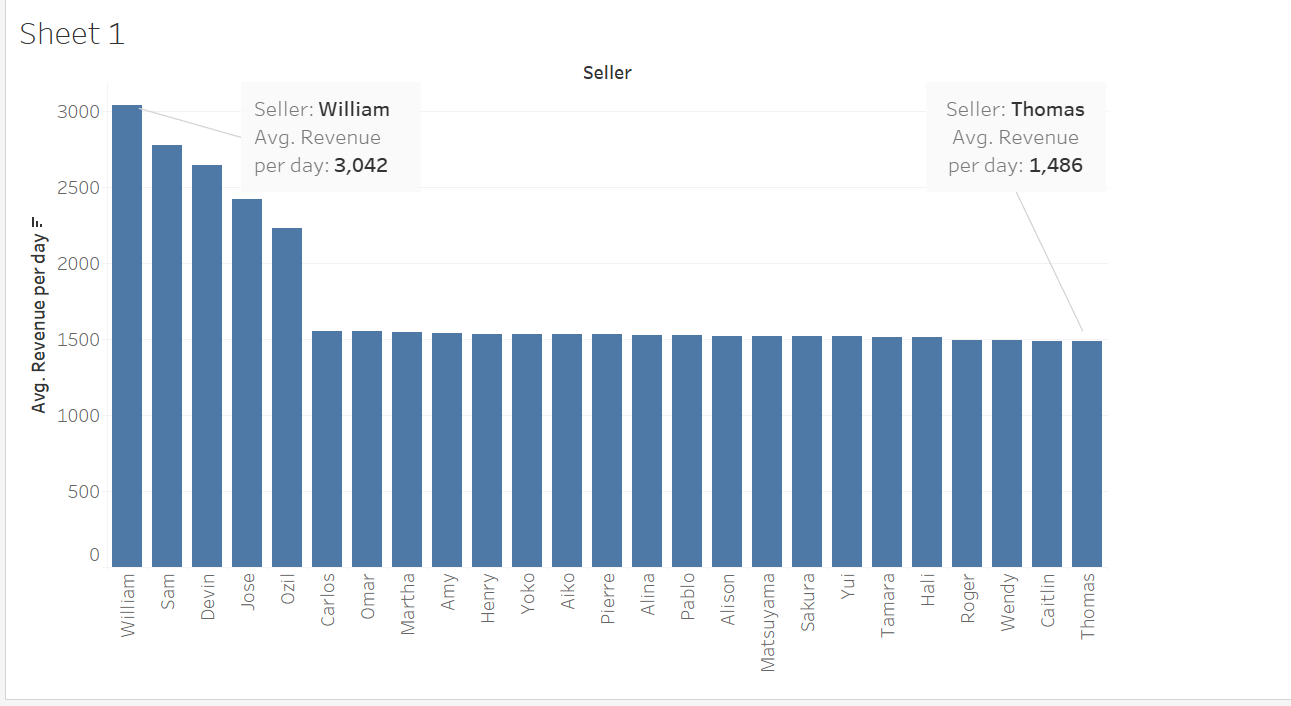 Sheet 1
Seller
Seller: William
Avg. Revenue
per day: 3,042
Seller: Thomas
Avg. Revenue
per day: 1,486
Avg. Revenue per day
3000
2500
2000
1500
1000
500
0
William
Sam
Devin
Jose
Ozil
Carlos
Omar
Martha
Amy
Henry
Yoko
Aiko
Pierre
Alina
Pablo
Alison
Matsuyama
Sakura
Yui
Tamara
Hali
Roger
Wendy
Caitlin
Thomas